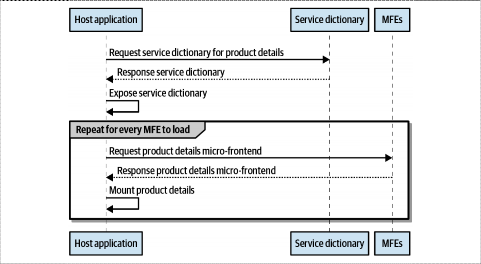 Host application
Service dictionary
MFEs
Request service dictionary for product details
Response service dictionary
Expose service dictionary
Repeat for every MFE to load
Request product details micro-frontend
Response product details micro-frontend
Mount product details
Host application
Service dictionary
MFEs